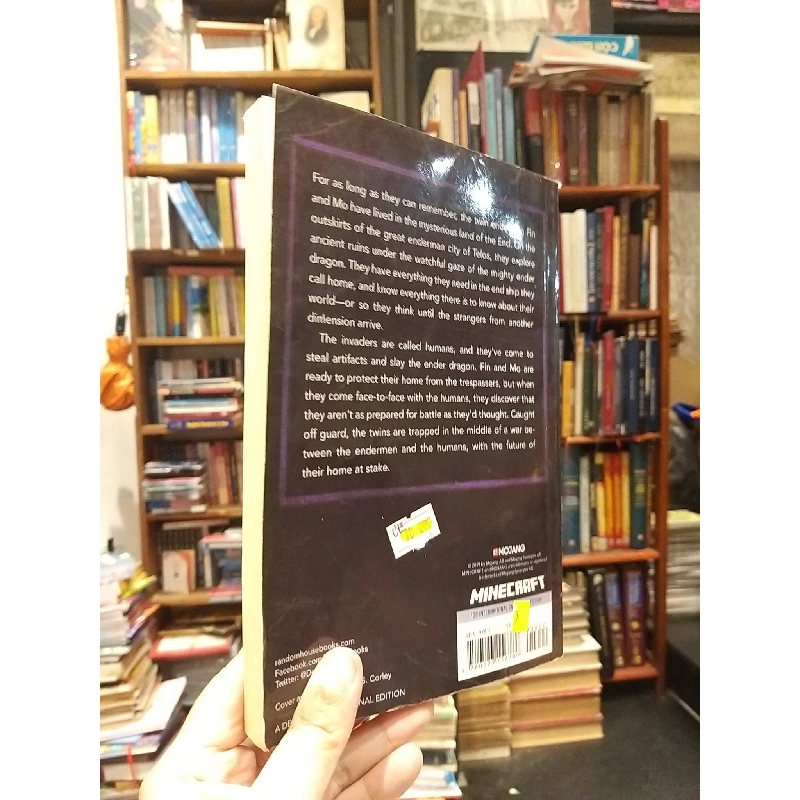 For as long as they can remember, the twin Fin
and Mo have lived in the mysterious land of the End. On the
outskirts of the great enderman city of Telos, they explore
ancient ruins under the watchful gaze of the mighty ender
dragon. They have everything they need in the end ship they
call home, and know everything there is to know about their
world—or so they think until the strangers from another
dimension arrive.
The invaders are called humans, and they've come to
steal artifacts and slay the ender dragon. Fin and Mo are
ready to protect their home from the trespassers, but when
they come face-to-face with the humans, they discover that
they aren't as prepared for battle as they'd thought. Caught
off guard, the twins are trapped in the middle of a war be-
tween the endermen and the humans, with the future of
their home at stake.
MOJANG
MINECRAFT
randomhousebooks.com
Facebook.com
Twitter: Corley
Cover
NAL EDITION
A